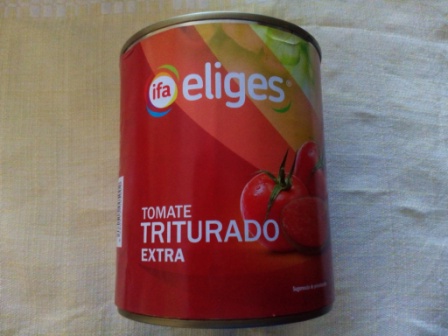 ifa eliges
TOMATE
TRITURADO
EXTRA